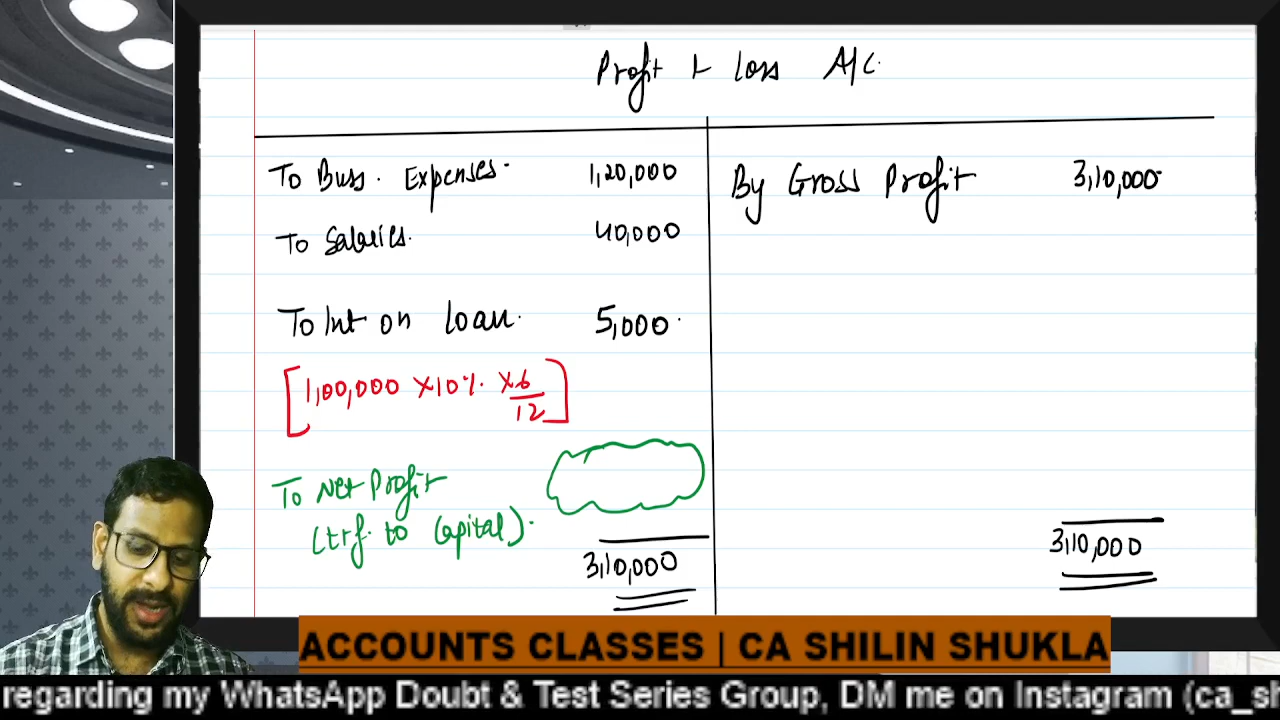 Profit & Loss A/C.
To Buss. Expenses. 1,20,000
By Gross Profit 3,10,000
To Salaries. 40,000
To Int on loan. 5,000
[1,00,000 × 10% × 6/12]
To Net Profit
(trf. to Capital).
3,10,000
3,10,000
ACCOUNTS CLASSES | CA SHILIN SHUKLA
regarding my WhatsApp Doubt & Test Series Group, DM me on Instagram (ca_sh